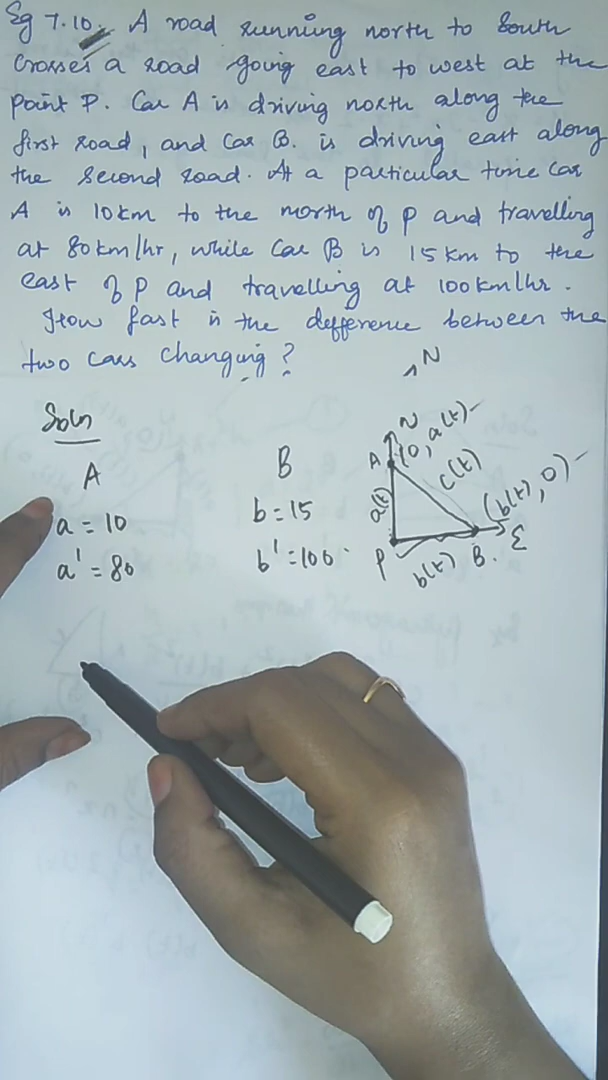 Eg 7.10. A road running north to South
crosses a road going east to west at the
point P. Car A is driving north along the
first road, and Car B. is driving east along
the second road. At a particular time car
A is 10km to the north of P and travelling
at 80km/hr, while Car B is 15km to the
east of P and travelling at 100km/hr.
How fast is the difference between the
two cars changing?
N
Soln
A
a = 10
a' = 80
B
b = 15
b' = 100
N
A (0, a(t))
a(t) c(t) (b(t), 0)
P b(t) B. E